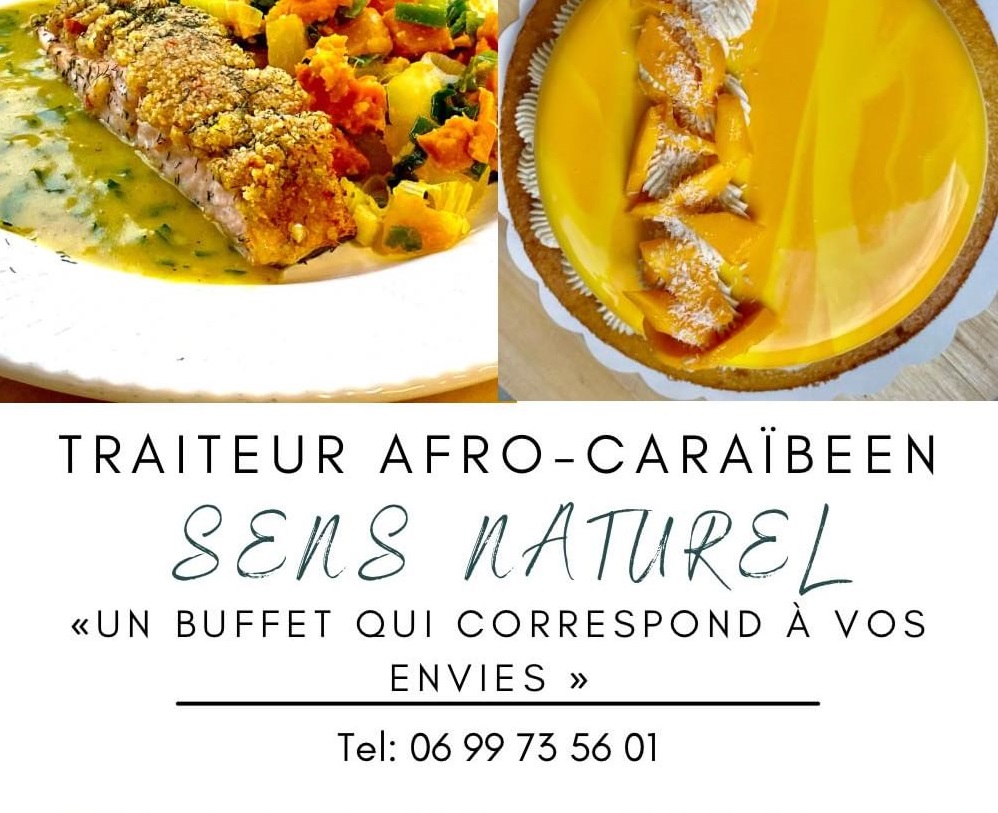 TRAITEUR AFRO-CARAÏBEEN
SENS NATUREL
«UN BUFFET QUI CORRESPOND À VOS
ENVIES »
Tel: 06 99 73 56 01